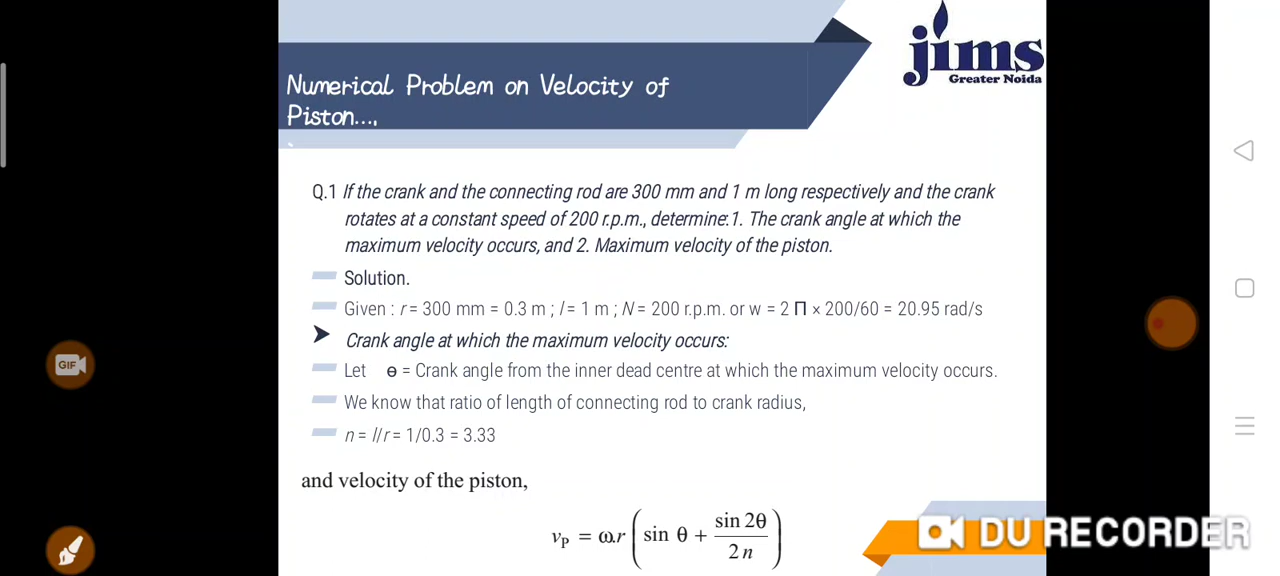 jims
Greater Noida
Numerical Problem on Velocity of
Piston....
Q.1 If the crank and the connecting rod are 300 mm and 1 m long respectively and the crank
rotates at a constant speed of 200 r.p.m., determine:1. The crank angle at which the
maximum velocity occurs, and 2. Maximum velocity of the piston.
Solution.
Given : r = 300 mm = 0.3 m ; l = 1 m ; N = 200 r.p.m. or w = 2 Π × 200/60 = 20.95 rad/s
➤ Crank angle at which the maximum velocity occurs:
Let ɵ = Crank angle from the inner dead centre at which the maximum velocity occurs.
We know that ratio of length of connecting rod to crank radius,
n = l/r = 1/0.3 = 3.33
and velocity of the piston,
v_P = ω.r (sin θ + sin 2θ / 2 n)
DU RECORDER
GIF